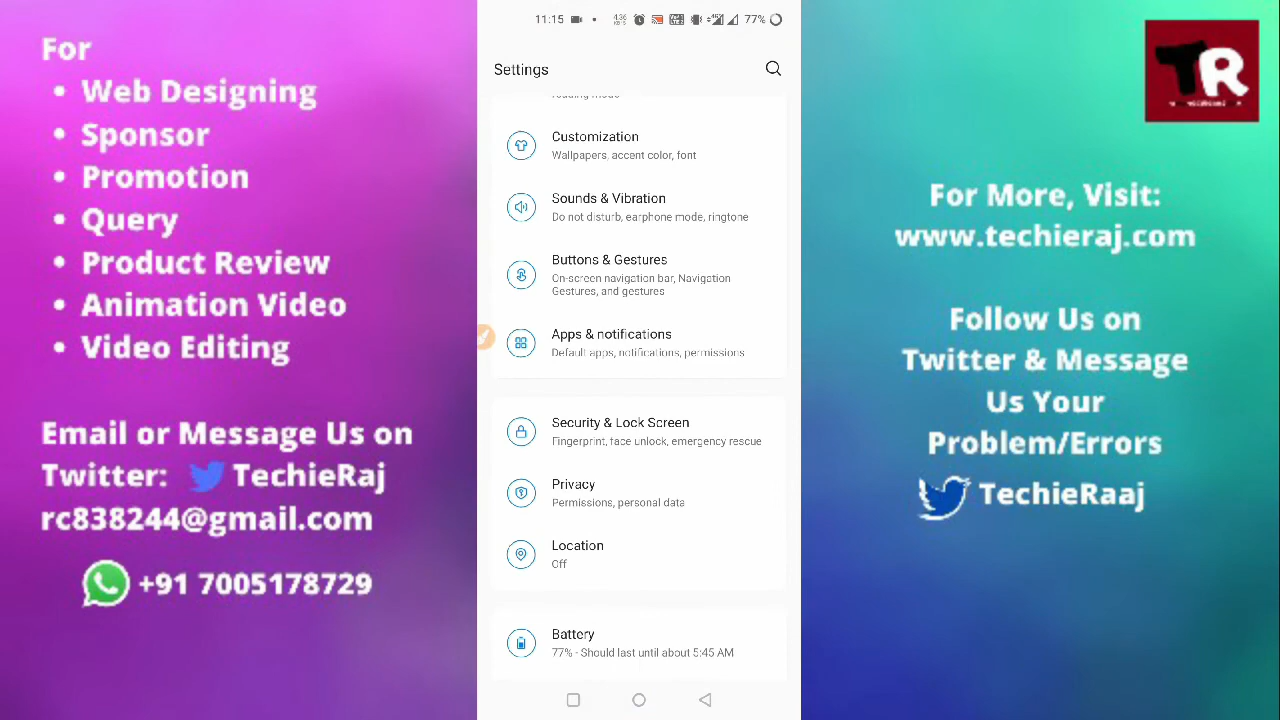 For
• Web Designing
• Sponsor
• Promotion
• Query
• Product Review
• Animation Video
• Video Editing
Email or Message Us on
Twitter: TechieRaj
rc838244@gmail.com
+91 7005178729
11:15
77%
Settings
Customization
Wallpapers, accent color, font
Sounds & Vibration
Do not disturb, earphone mode, ringtone
Buttons & Gestures
On-screen navigation bar, Navigation
Gestures, and gestures
Apps & notifications
Default apps, notifications, permissions
Security & Lock Screen
Fingerprint, face unlock, emergency rescue
Privacy
Permissions, personal data
Location
Off
Battery
77% - Should last until about 5:45 AM
TR
For More, Visit:
www.techieraj.com
Follow Us on
Twitter & Message
Us Your
Problem/Errors
TechieRaaj